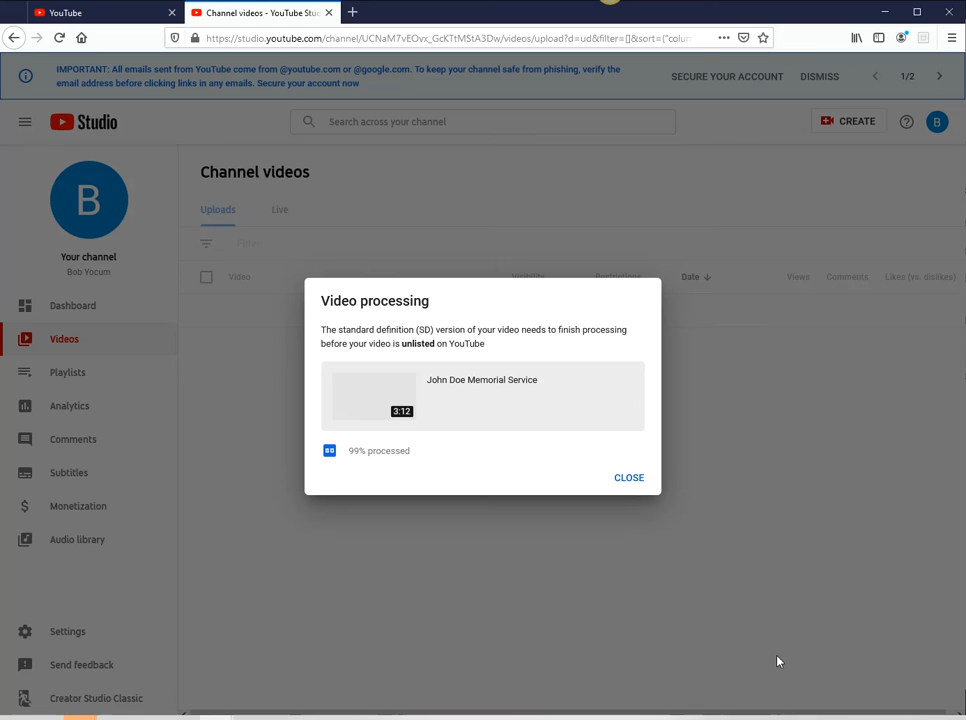 YouTube
Channel videos - YouTube Stud
https://studio.youtube.com/channel/UCNaM7vEOvx_GcKTtMStA3Dw/videos/upload?d=ud&filter=[]&sort={"colum
IMPORTANT: All emails sent from YouTube come from @youtube.com or @google.com. To keep your channel safe from phishing, verify the
email address before clicking links in any emails. Secure your account now
SECURE YOUR ACCOUNT
DISMISS
1/2
Studio
Search across your channel
CREATE
B
B
Your channel
Bob Yocum
Dashboard
Videos
Playlists
Analytics
Comments
Subtitles
Monetization
Audio library
Settings
Send feedback
Creator Studio Classic
Channel videos
Uploads
Live
Filter
Video
Visibility
Restrictions
Date
Views
Comments
Likes (vs. dislikes)
Video processing
The standard definition (SD) version of your video needs to finish processing
before your video is unlisted on YouTube
John Doe Memorial Service
3:12
SD
99% processed
CLOSE